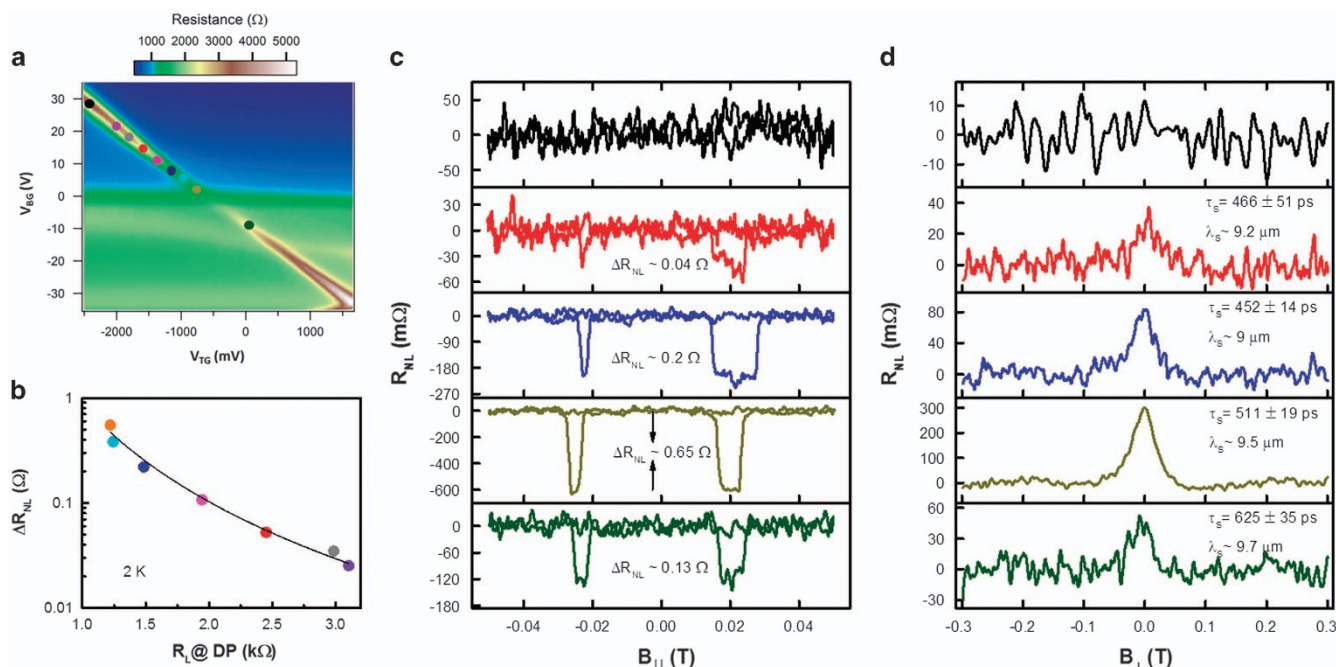 Resistance (Ω)
1000 2000 3000 4000 5000
a
30
20
10
0
-10
-20
-30
V_BG (V)
-2000 -1000 0 1000
V_TG (mV)
b
1
0.1
0.01
ΔR_NL (Ω)
2 K
1.0 1.5 2.0 2.5 3.0
R_L@ DP (kΩ)
c
50
0
-50
30
0
-30
-60
ΔR_NL ~ 0.04 Ω
0
-90
-180
-270
ΔR_NL ~ 0.2 Ω
R_NL (mΩ)
0
-200
-400
-600
ΔR_NL ~ 0.65 Ω
60
0
-60
-120
-180
ΔR_NL ~ 0.13 Ω
-0.04 -0.02 0.00 0.02 0.04
B_|| (T)
d
10
0
-10
40
20
0
τ_s= 466 ± 51 ps
λ_s~ 9.2 μm
80
40
0
τ_s= 452 ± 14 ps
λ_s~ 9 μm
R_NL (mΩ)
300
200
100
0
τ_s= 511 ± 19 ps
λ_s~ 9.5 μm
60
30
0
-30
τ_s= 625 ± 35 ps
λ_s~ 9.7 μm
-0.3 -0.2 -0.1 0.0 0.1 0.2 0.3
B_⊥ (T)